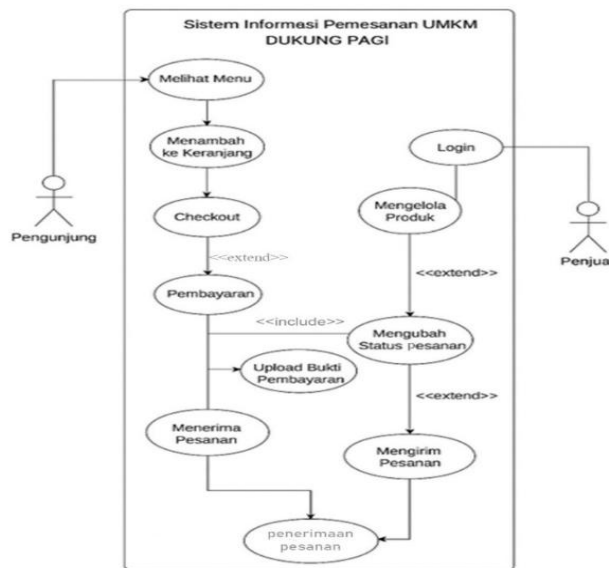 Sistem Informasi Pemesanan UMKM
DUKUNG PAGI
Melihat Menu
Menambah
ke Keranjang
Login
Pengunjung
Checkout
Mengelola
Produk
Penjua
<<extend>>
<<extend>>
Pembayaran
<<include>>
Mengubah
Status pesanan
Upload Bukti
Pembayaran
<<extend>>
Menerima
Pesanan
Mengirim
Pesanan
penerimaan
pesanan